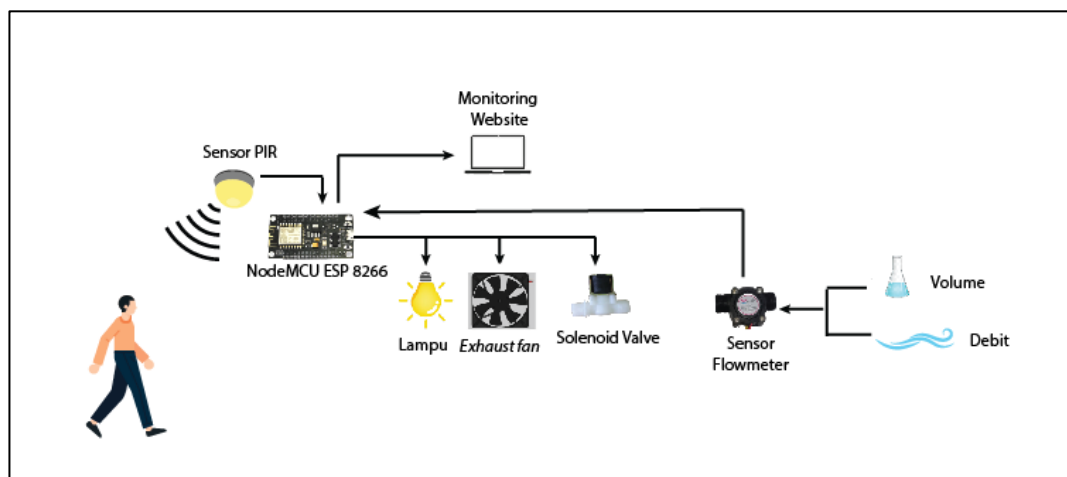 Monitoring
Website
Sensor PIR
NodeMCU ESP 8266
Lampu
Exhaust fan
Solenoid Valve
Sensor
Flowmeter
Volume
Debit